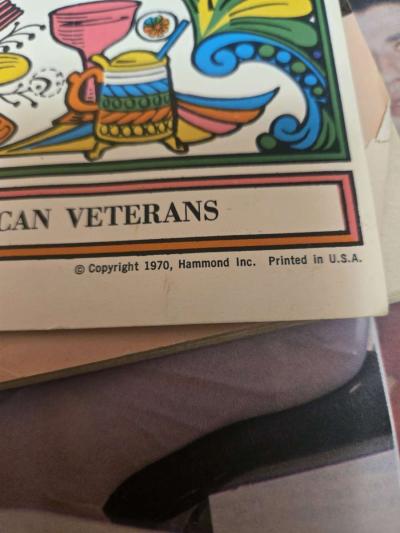 CAN VETERANS
© Copyright 1970, Hammond Inc. Printed in U.S.A.